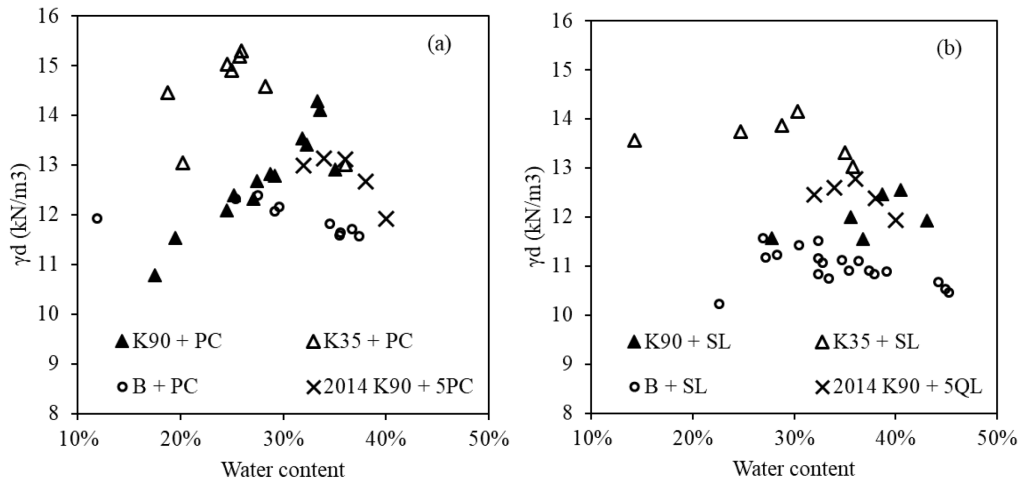 (a)
16
15
14
13
12
11
10
9
8
γd (kN/m3)
K90 + PC
K35 + PC
B + PC
2014 K90 + 5PC
10%
20%
30%
40%
50%
Water content
(b)
16
15
14
13
12
11
10
9
8
γd (kN/m3)
K90 + SL
K35 + SL
B + SL
2014 K90 + 5QL
10%
20%
30%
40%
50%
Water content